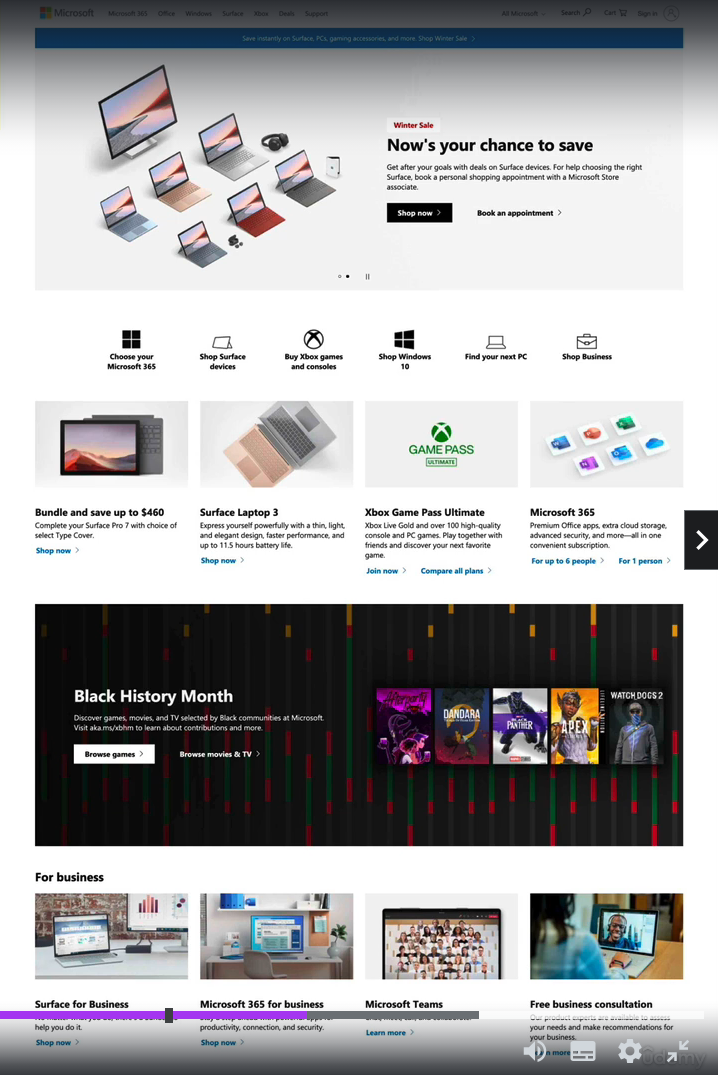 Microsoft Microsoft 365 Office Windows Surface Xbox Deals Support All Microsoft Search Cart Sign in
Save instantly on Surface, PCs, gaming accessories, and more. Shop Winter Sale
Winter Sale
Now's your chance to save
Get after your goals with deals on Surface devices. For help choosing the right
Surface, book a personal shopping appointment with a Microsoft Store
associate.
Shop now Book an appointment
Choose your
Microsoft 365
Shop Surface
devices
Buy Xbox games
and consoles
Shop Windows
10
Find your next PC
Shop Business
GAME PASS
ULTIMATE
Bundle and save up to $460
Complete your Surface Pro 7 with choice of
select Type Cover.
Shop now
Surface Laptop 3
Express yourself powerfully with a thin, light,
and elegant design, faster performance, and
up to 11.5 hours battery life.
Shop now
Xbox Game Pass Ultimate
Xbox Live Gold and over 100 high-quality
console and PC games. Play together with
friends and discover your next favorite
game.
Join now Compare all plans
Microsoft 365
Premium Office apps, extra cloud storage,
advanced security, and more—all in one
convenient subscription.
For up to 6 people For 1 person
Black History Month
Discover games, movies, and TV selected by Black communities at Microsoft.
Visit aka.ms/xbhm to learn about contributions and more.
Browse games Browse movies & TV
DANDARA
BLACK
PANTHER
APEX
WATCH DOGS 2
For business
Surface for Business
help you do it.
Shop now
Microsoft 365 for business
productivity, connection, and security.
Shop now
Microsoft Teams
Learn more
Free business consultation
Our product experts are available to assess
your needs and make recommendations for
your business.
Learn more
ûdemy